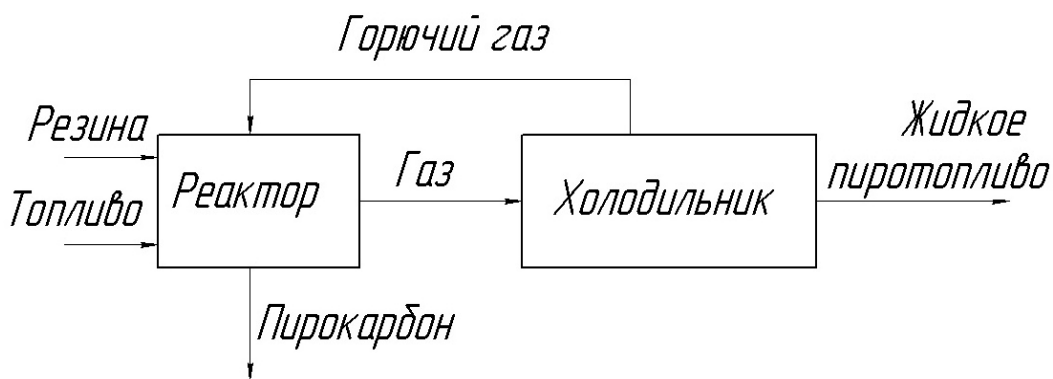 Горючий газ
Резина
Топливо
Реактор
Газ
Холодильник
Жидкое
пиротопливо
Пирокарбон